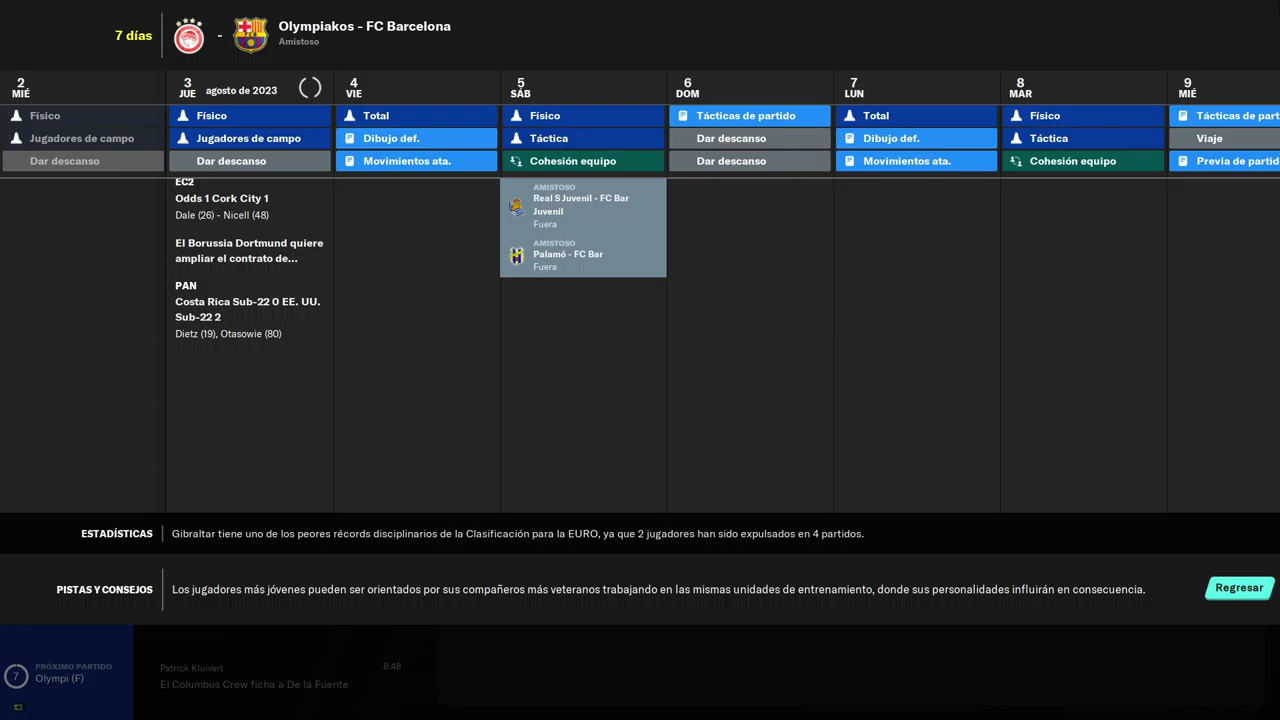 7 días
-
Olympiakos - FC Barcelona
Amistoso
2
MIÉ
3
JUE
agosto de 2023
4
VIE
5
SÁB
6
DOM
7
LUN
8
MAR
9
MIÉ
Físico
Jugadores de campo
Dar descanso
Físico
Jugadores de campo
Dar descanso
Total
Dibujo def.
Movimientos ata.
Físico
Táctica
Cohesión equipo
Tácticas de partido
Dar descanso
Dar descanso
Total
Dibujo def.
Movimientos ata.
Físico
Táctica
Cohesión equipo
Tácticas de part
Viaje
Previa de partid
EC2
Odds 1 Cork City 1
Dale (26) - Nicell (48)
El Borussia Dortmund quiere
ampliar el contrato de...
PAN
Costa Rica Sub-22 0 EE. UU.
Sub-22 2
Dietz (19), Otasowie (80)
AMISTOSO
Real S Juvenil - FC Bar
Juvenil
Fuera
AMISTOSO
Palamó - FC Bar
Fuera
ESTADÍSTICAS
Gibraltar tiene uno de los peores récords disciplinarios de la Clasificación para la EURO, ya que 2 jugadores han sido expulsados en 4 partidos.
PISTAS Y CONSEJOS
Los jugadores más jóvenes pueden ser orientados por sus compañeros más veteranos trabajando en las mismas unidades de entrenamiento, donde sus personalidades influirán en consecuencia.
Regresar
7
PRÓXIMO PARTIDO
Olympi (F)
Patrick Kluivert
8:48
El Columbus Crew ficha a De la Fuente